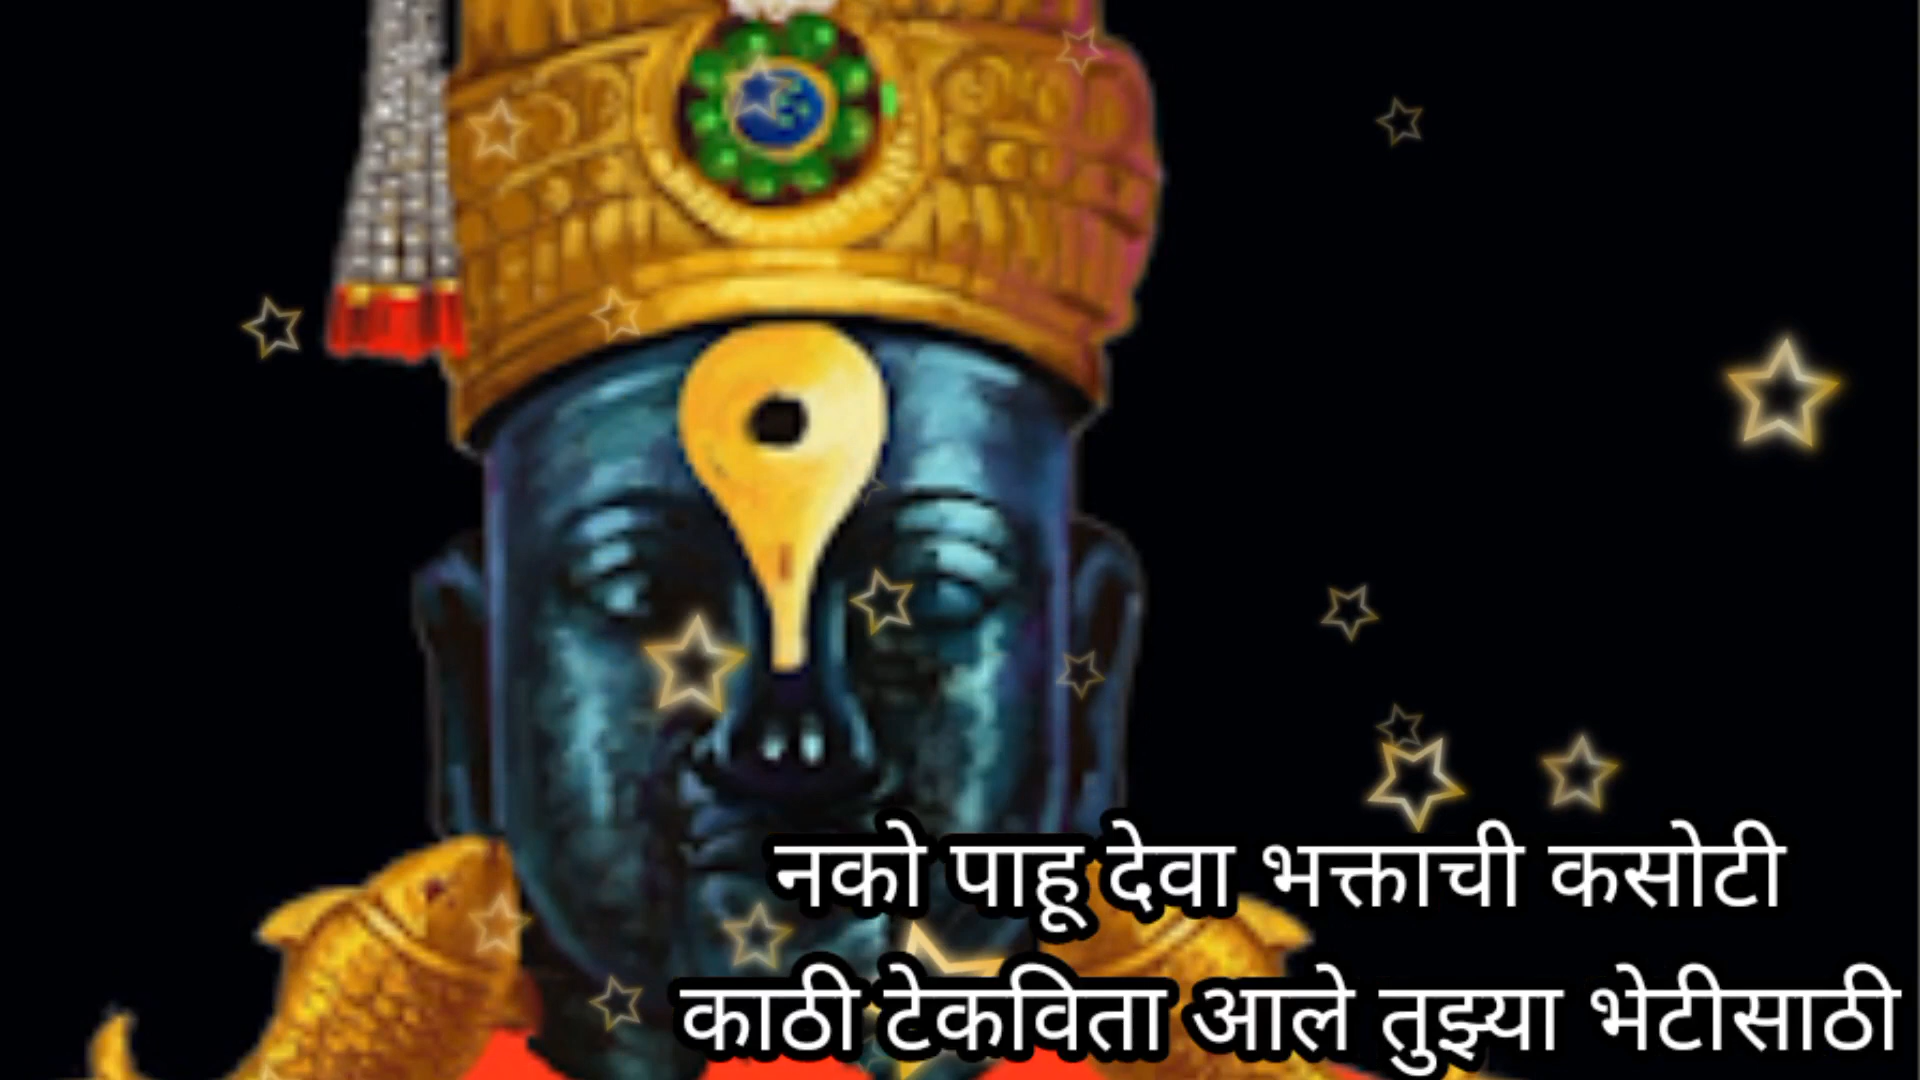 नको पाहू देवा भक्ताची कसोटी
काठी टेकविता आले तुझ्या भेटीसाठी